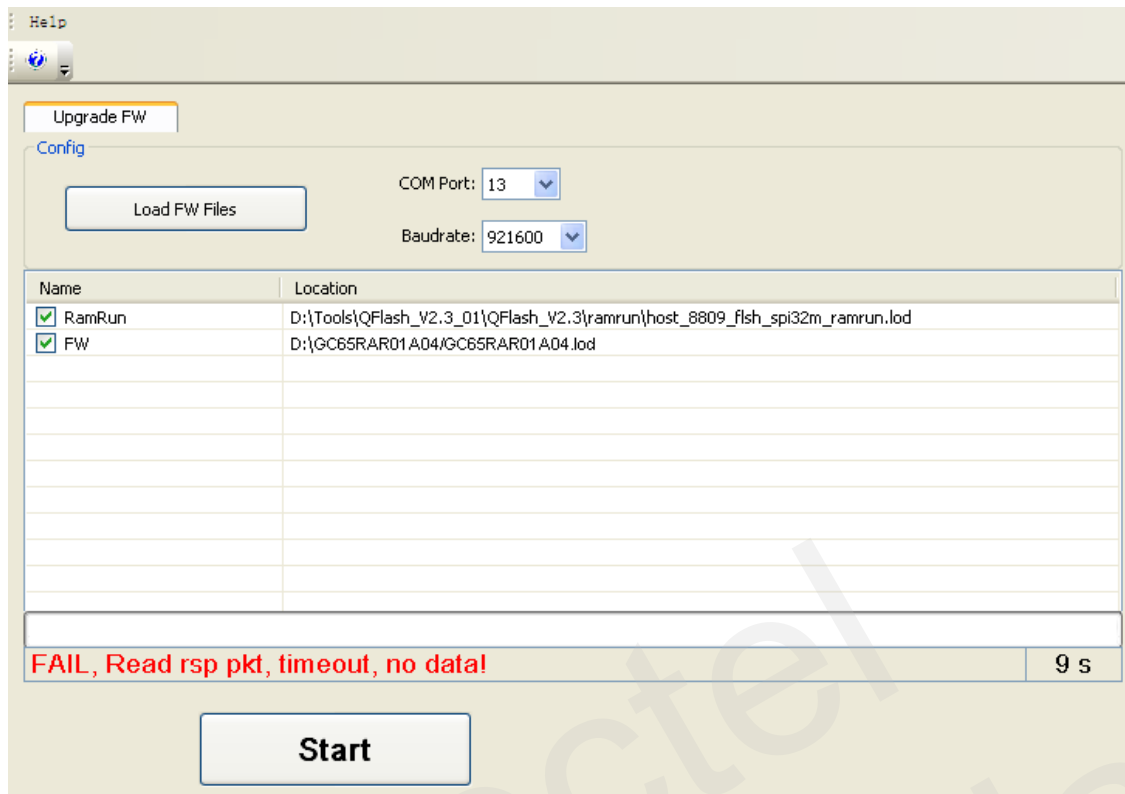 Help
Upgrade FW
Config
COM Port: 13
Load FW Files
Baudrate: 921600
Name Location
RamRun D:\Tools\QFlash_V2.3_01\QFlash_V2.3\ramrun\host_8809_flsh_spi32m_ramrun.lod
FW D:\GC65RAR01A04/GC65RAR01A04.lod
FAIL, Read rsp pkt, timeout, no data! 9 s
Start